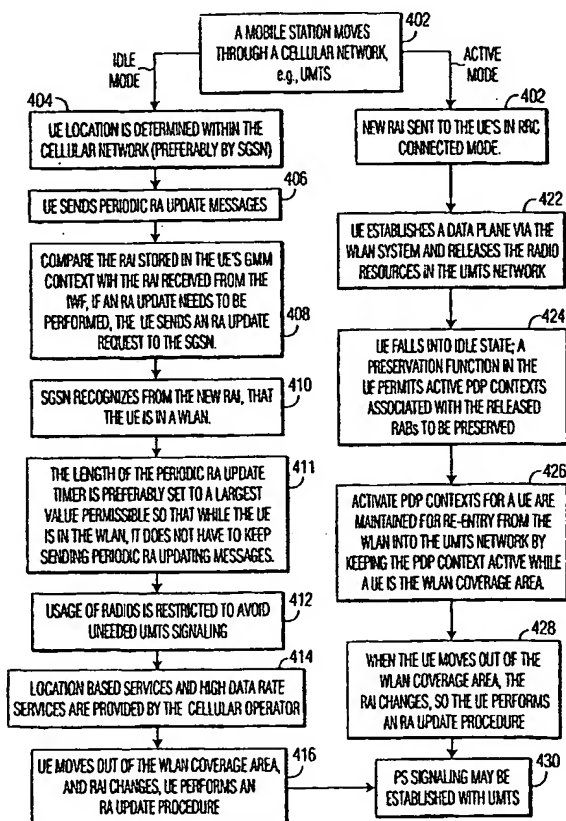 402
A MOBILE STATION MOVES
THROUGH A CELLULAR NETWORK,
e.g., UMTS
IDLE
MODE
ACTIVE
MODE
404
UE LOCATION IS DETERMINED WITHIN THE
CELLULAR NETWORK (PREFERABLY BY SGSN)
406
UE SENDS PERIODIC RA UPDATE MESSAGES
COMPARE THE RAI STORED IN THE UE'S GMM
CONTEXT WIH THE RAI RECEIVED FROM THE
IWF, IF AN RA UPDATE NEEDS TO BE
PERFORMED, THE UE SENDS AN RA UPDATE
REQUEST TO THE SGSN.
408
410
SGSN RECOGNIZES FROM THE NEW RAI, THAT
THE UE IS IN A WLAN.
411
THE LENGTH OF THE PERIODIC RA UPDATE
TIMER IS PREFERABLY SET TO A LARGEST
VALUE PERMISSIBLE SO THAT WHILE THE UE
IS IN THE WLAN, IT DOES NOT HAVE TO KEEP
SENDING PERIODIC RA UPDATING MESSAGES.
412
USAGE OF RADIOS IS RESTRICTED TO AVOID
UNEEDED UMTS SIGNALING
414
LOCATION BASED SERVICES AND HIGH DATA RATE
SERVICES ARE PROVIDED BY THE CELLULAR OPERATOR
416
UE MOVES OUT OF THE WLAN COVERAGE AREA,
AND RAI CHANGES, UE PERFORMS AN
RA UPDATE PROCEDURE
402
NEW RAI SENT TO THE UE'S IN RRC
CONNECTED MODE.
422
UE ESTABLISHES A DATA PLANE VIA THE
WLAN SYSTEM AND RELEASES THE RADIO
RESOURCES IN THE UMTS NETWORK
424
UE FALLS INTO IDLE STATE; A
PRESERVATION FUNCTION IN THE
UE PERMITS ACTIVE PDP CONTEXTS
ASSOCIATED WITH THE RELEASED
RABs TO BE PRESERVED
426
ACTIVATE PDP CONTEXTS FOR A UE ARE
MAINTAINED FOR RE-ENTRY FROM THE
WLAN INTO THE UMTS NETWORK BY
KEEPING THE PDP CONTEXT ACTIVE WHILE
A UE IS THE WLAN COVERAGE AREA.
428
WHEN THE UE MOVES OUT OF THE
WLAN COVERAGE AREA, THE
RAI CHANGES, SO THE UE PERFORMS
AN RA UPDATE PROCEDURE
430
PS SIGNALING MAY BE
ESTABLISHED WITH UMTS